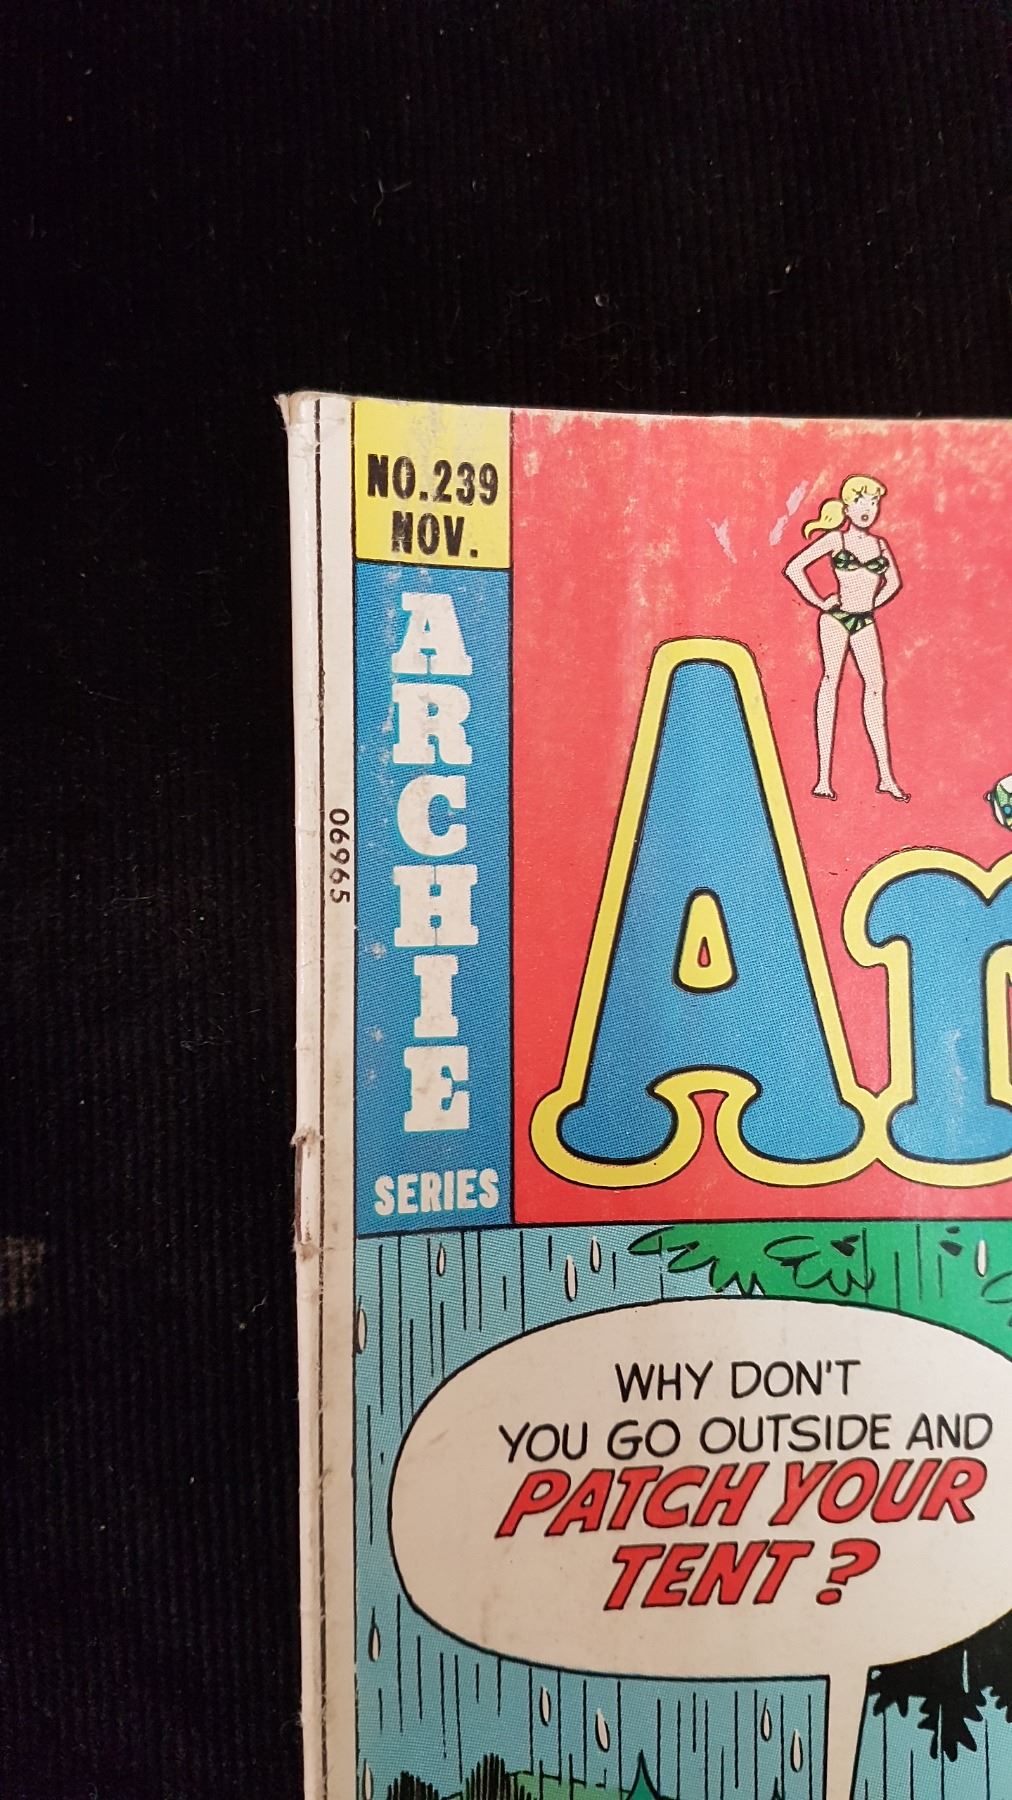 NO.239
NOV.
ARCHIE
SERIES
06965
Ar
WHY DON'T
YOU GO OUTSIDE AND
PATCH YOUR
TENT?